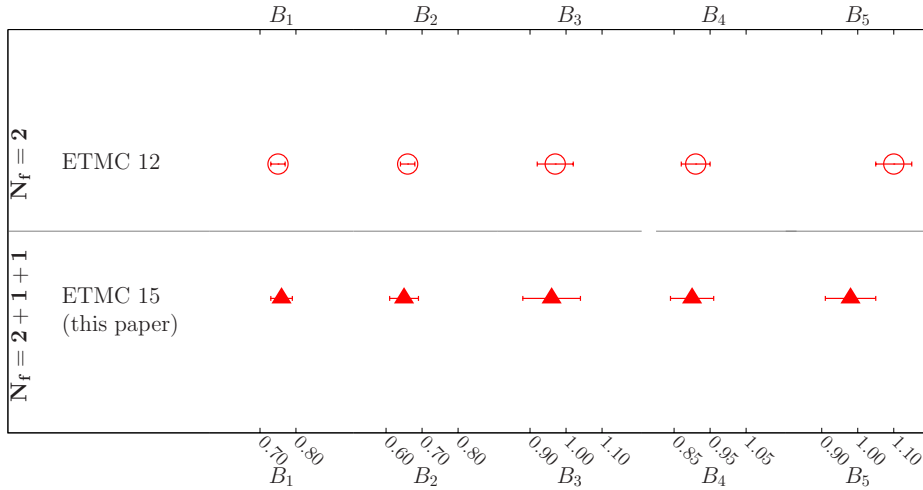 B1 B2 B3 B4 B5
Nf = 2
ETMC 12
Nf = 2 + 1 + 1
ETMC 15
(this paper)
0.70 0.80 0.60 0.70 0.80 0.90 1.00 1.10 0.85 0.95 1.05 0.90 1.00 1.10
B1 B2 B3 B4 B5